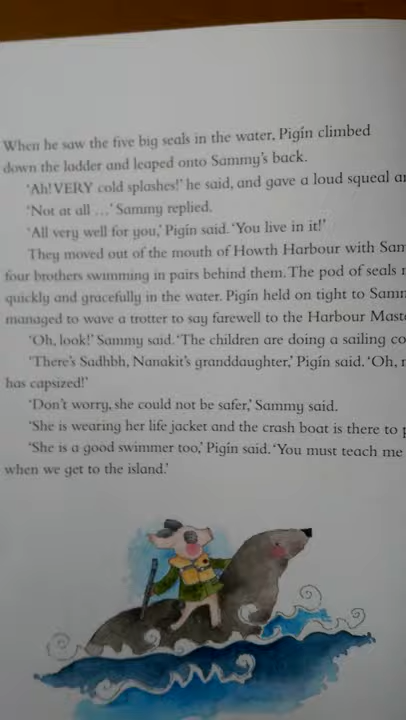 When he saw the five big seals in the water, Pigín climbed
down the ladder and leaped onto Sammy's back.
'Ah! VERY cold splashes!' he said, and gave a loud squeal
'Not at all …' Sammy replied.
'All very well for you,' Pigín said. 'You live in it!'
They moved out of the mouth of Howth Harbour with
four brothers swimming in pairs behind them. The pod of seals
quickly and gracefully in the water. Pigín held on tight to
managed to wave a trotter to say farewell to the Harbour
'Oh, look!' Sammy said. 'The children are doing a sailing
'There's Sadhbh, Nanakit's granddaughter,' Pigín said. 'Oh,
has capsized!'
'Don't worry, she could not be safer,' Sammy said.
'She is wearing her life jacket and the crash boat is there to
'She is a good swimmer too,' Pigín said. 'You must teach me
when we get to the island.'